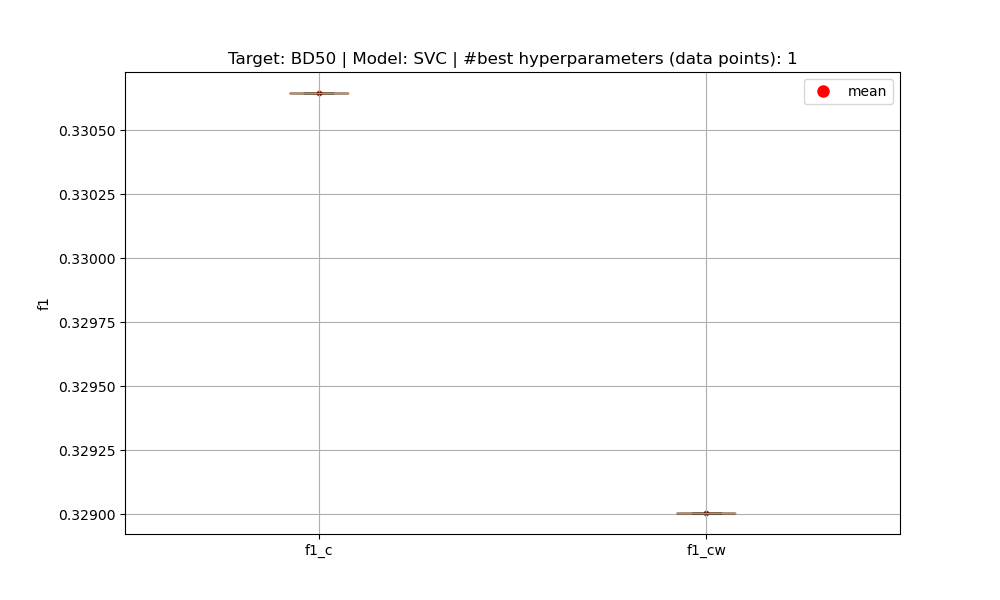 Target: BD50 | Model: SVC | #best hyperparameters (data points): 1
mean
0.33050
0.33025
0.33000
0.32975
0.32950
0.32925
0.32900
f1
f1_c
f1_cw